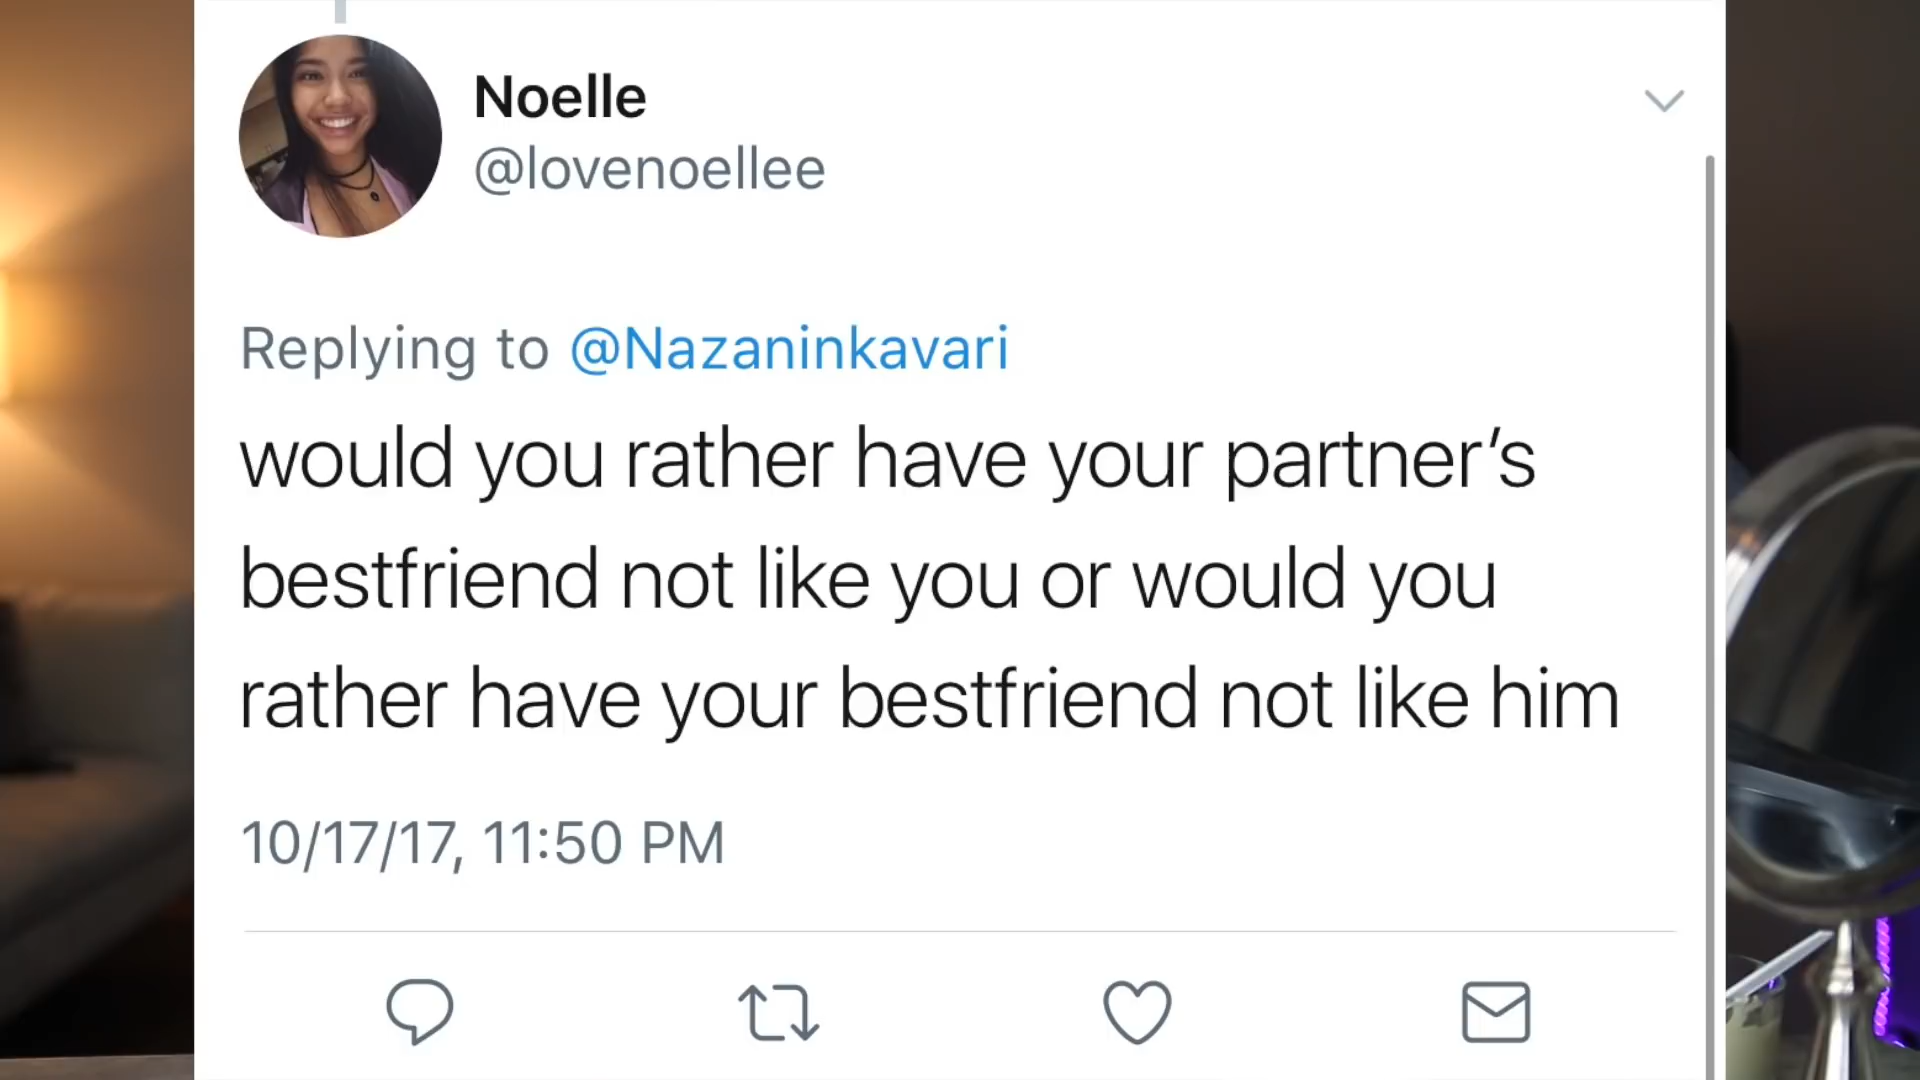 Noelle
@lovenoellee
Replying to @Nazaninkavari
would you rather have your partner’s
bestfriend not like you or would you
rather have your bestfriend not like him
10/17/17, 11:50 PM